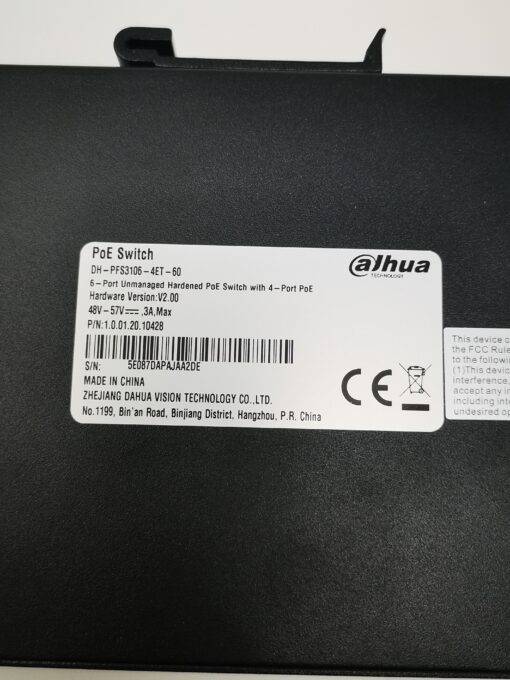 PoE Switch
alhua
TECHNOLOGY
DH-PFS3106-4ET-60
6-Port Unmanaged Hardened PoE Switch with 4-Port PoE
Hardware Version:V2.00
48V-57V⎓,3A,Max
P/N:1.0.01.20.10428
S/N: 5E087DAPAJAA2DE
MADE IN CHINA
ZHEJIANG DAHUA VISION TECHNOLOGY CO.,LTD.
No.1199, Bin'an Road, Binjiang District, Hangzhou, P.R. China
CE
This device c
the FCC Rule
to the followi
(1)This devic
interference,
accept any in
including inte
undesired op